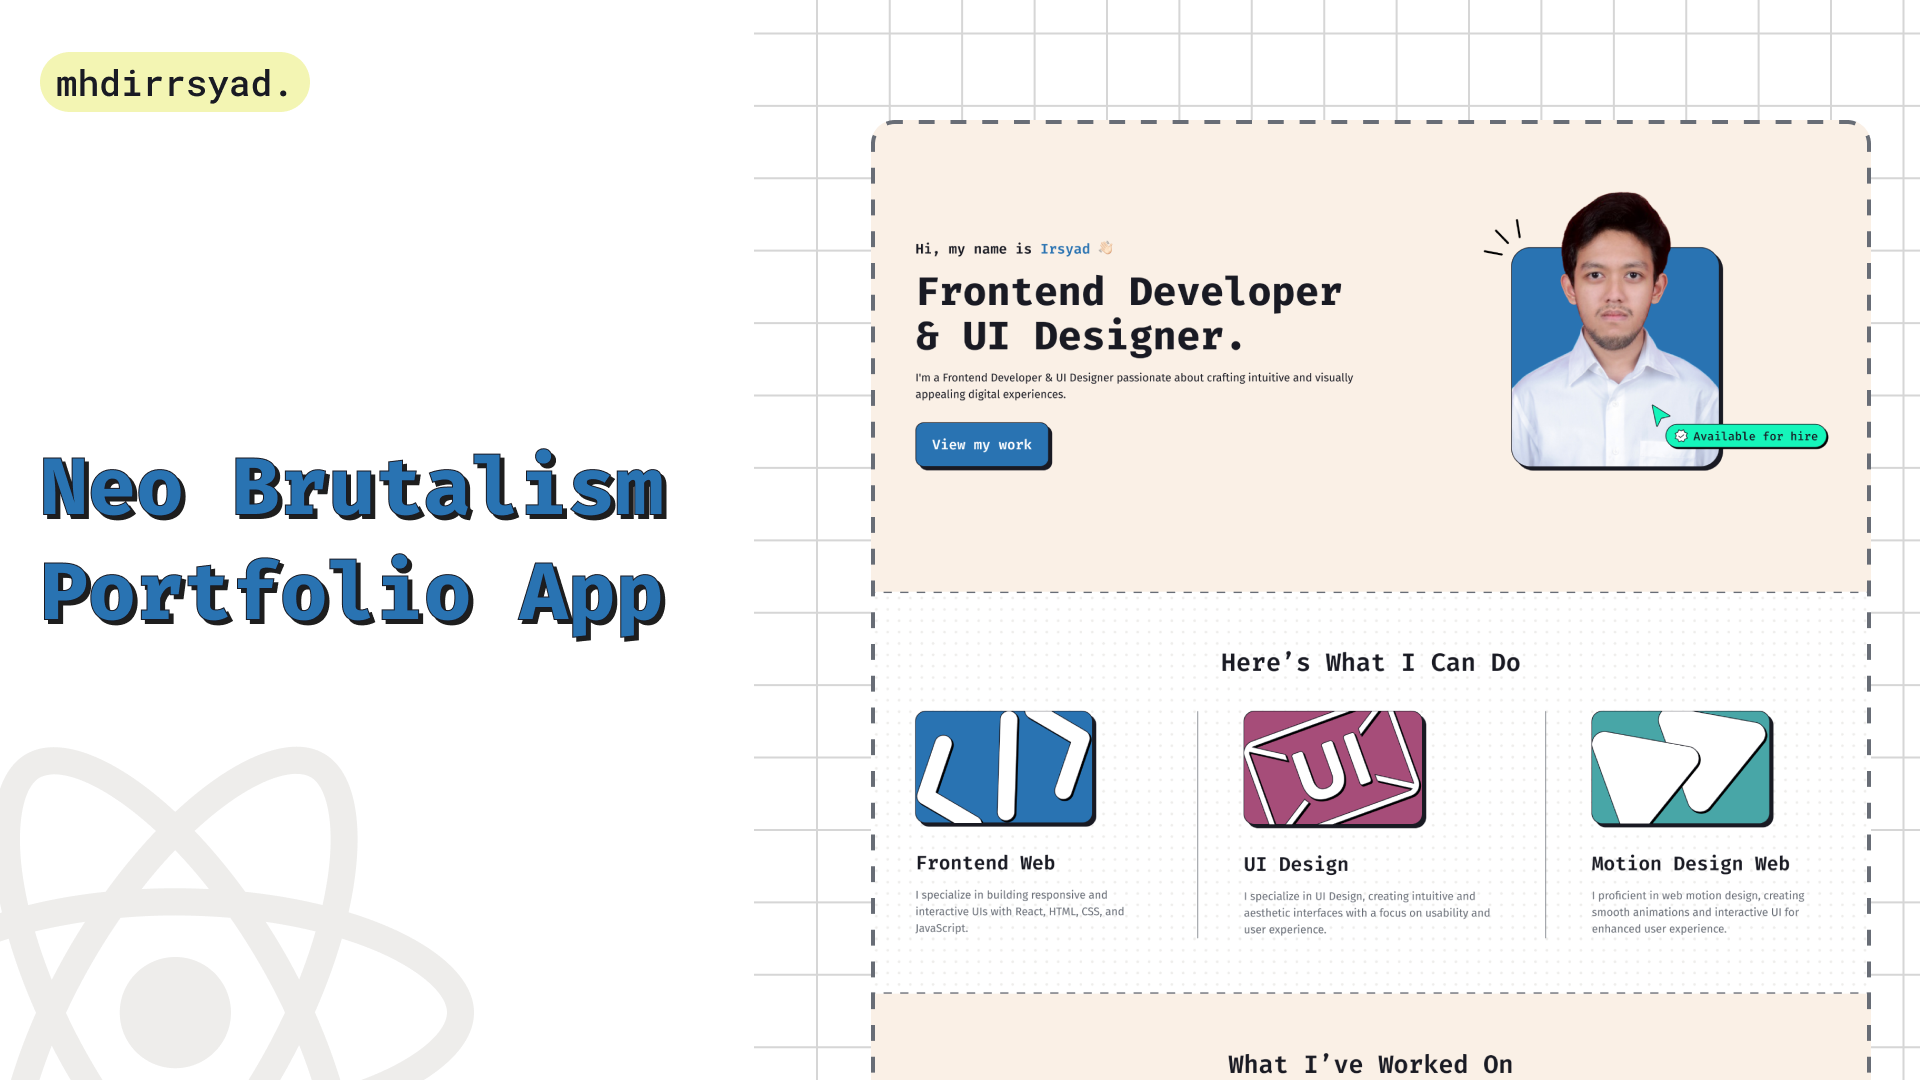 mhdirrsyad.
Neo Brutalism
Portfolio App
Hi, my name is Irsyad 👋🏻
Frontend Developer
& UI Designer.
I'm a Frontend Developer & UI Designer passionate about crafting intuitive and visually
appealing digital experiences.
View my work
Available for hire
Here’s What I Can Do
UI
Frontend Web
I specialize in building responsive and
interactive UIs with React, HTML, CSS, and
JavaScript.
UI Design
I specialize in UI Design, creating intuitive and
aesthetic interfaces with a focus on usability and
user experience.
Motion Design Web
I proficient in web motion design, creating
smooth animations and interactive UI for
enhanced user experience.
What I’ve Worked On